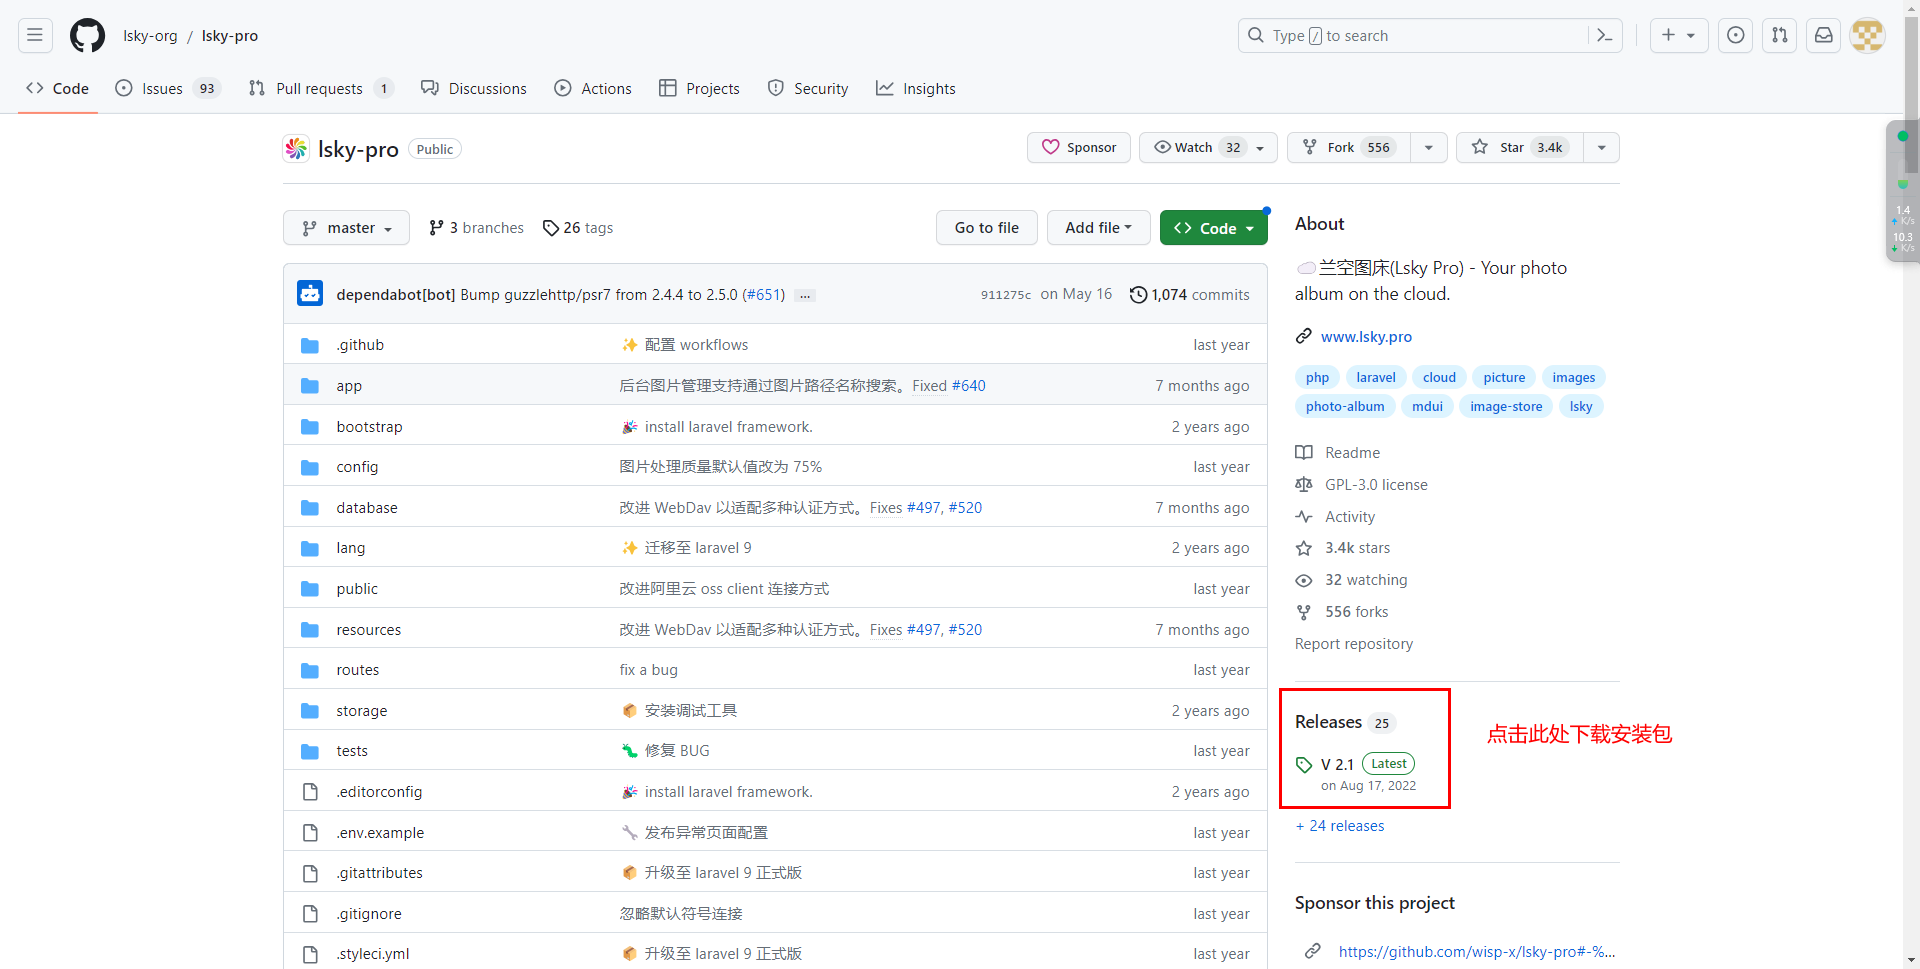 lsky-org / lsky-pro
Type / to search
Code
Issues 93
Pull requests 1
Discussions
Actions
Projects
Security
Insights
lsky-pro Public
Sponsor
Watch 32
Fork 556
Star 3.4k
master
3 branches
26 tags
Go to file
Add file
Code
dependabot[bot] Bump guzzlehttp/psr7 from 2.4.4 to 2.5.0 (#651) ...
911275c on May 16
1,074 commits
.github ✨ 配置 workflows last year
app 后台图片管理支持通过图片路径名称搜索。Fixed #640 7 months ago
bootstrap 🎉 install laravel framework. 2 years ago
config 图片处理质量默认值改为 75% last year
database 改进 WebDav 以适配多种认证方式。Fixes #497, #520 7 months ago
lang ✨ 迁移至 laravel 9 2 years ago
public 改进阿里云 oss client 连接方式 last year
resources 改进 WebDav 以适配多种认证方式。Fixes #497, #520 7 months ago
routes fix a bug last year
storage 📦 安装调试工具 2 years ago
tests 🐛 修复 BUG last year
.editorconfig 🎉 install laravel framework. 2 years ago
.env.example 🔧 发布异常页面配置 last year
.gitattributes 📦 升级至 laravel 9 正式版 last year
.gitignore 忽略默认符号连接 last year
.styleci.yml 📦 升级至 laravel 9 正式版 last year
About
☁️兰空图床(Lsky Pro) - Your photo
album on the cloud.
www.lsky.pro
php laravel cloud picture images
photo-album mdui image-store lsky
Readme
GPL-3.0 license
Activity
3.4k stars
32 watching
556 forks
Report repository
Releases 25
V 2.1 Latest
on Aug 17, 2022
点击此处下载安装包
+ 24 releases
Sponsor this project
https://github.com/wisp-x/lsky-pro#-%...
1.4
K/s
10.3
K/s